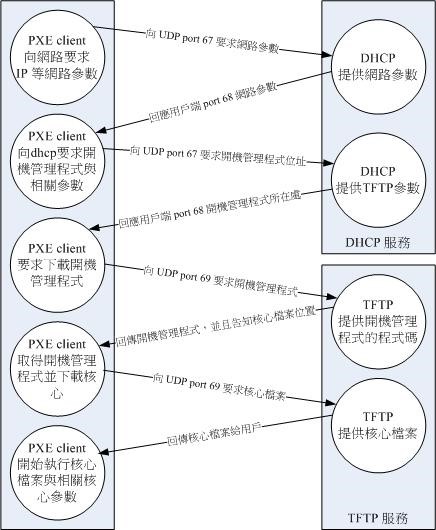 PXE client
向網路要求
IP 等網路參數
向 UDP port 67 要求網路參數
DHCP
提供網路參數
回應用戶端 port 68 網路參數
PXE client
向dhcp要求開
機管理程式與
相關參數
向 UDP port 67 要求開機管理程式位址
DHCP
提供TFTP參數
回應用戶端 port 68 開機管理程式所在處
DHCP 服務
PXE client
要求下載開機
管理程式
向 UDP port 69 要求開機管理程式
TFTP
提供開機管理
程式的程式碼
回傳開機管理程式，並且告知核心檔案位置
PXE client
取得開機管理
程式並下載核
心
向 UDP port 69 要求核心檔案
TFTP
提供核心檔案
回傳核心檔案給用戶
PXE client
開始執行核心
檔案與相關核
心參數
TFTP 服務